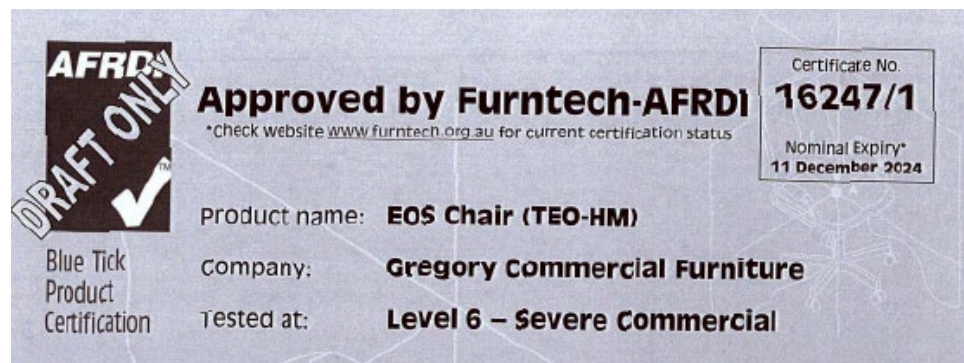 AFRDI
DRAFT ONLY
TM
Blue Tick
Product
Certification
Approved by Furntech-AFRDI
*Check website www.furntech.org.au for current certification status
Certificate No.
16247/1
Nominal Expiry*
11 December 2024
Product name: EOS Chair (TEO-HM)
Company: Gregory Commercial Furniture
Tested at: Level 6 – Severe Commercial